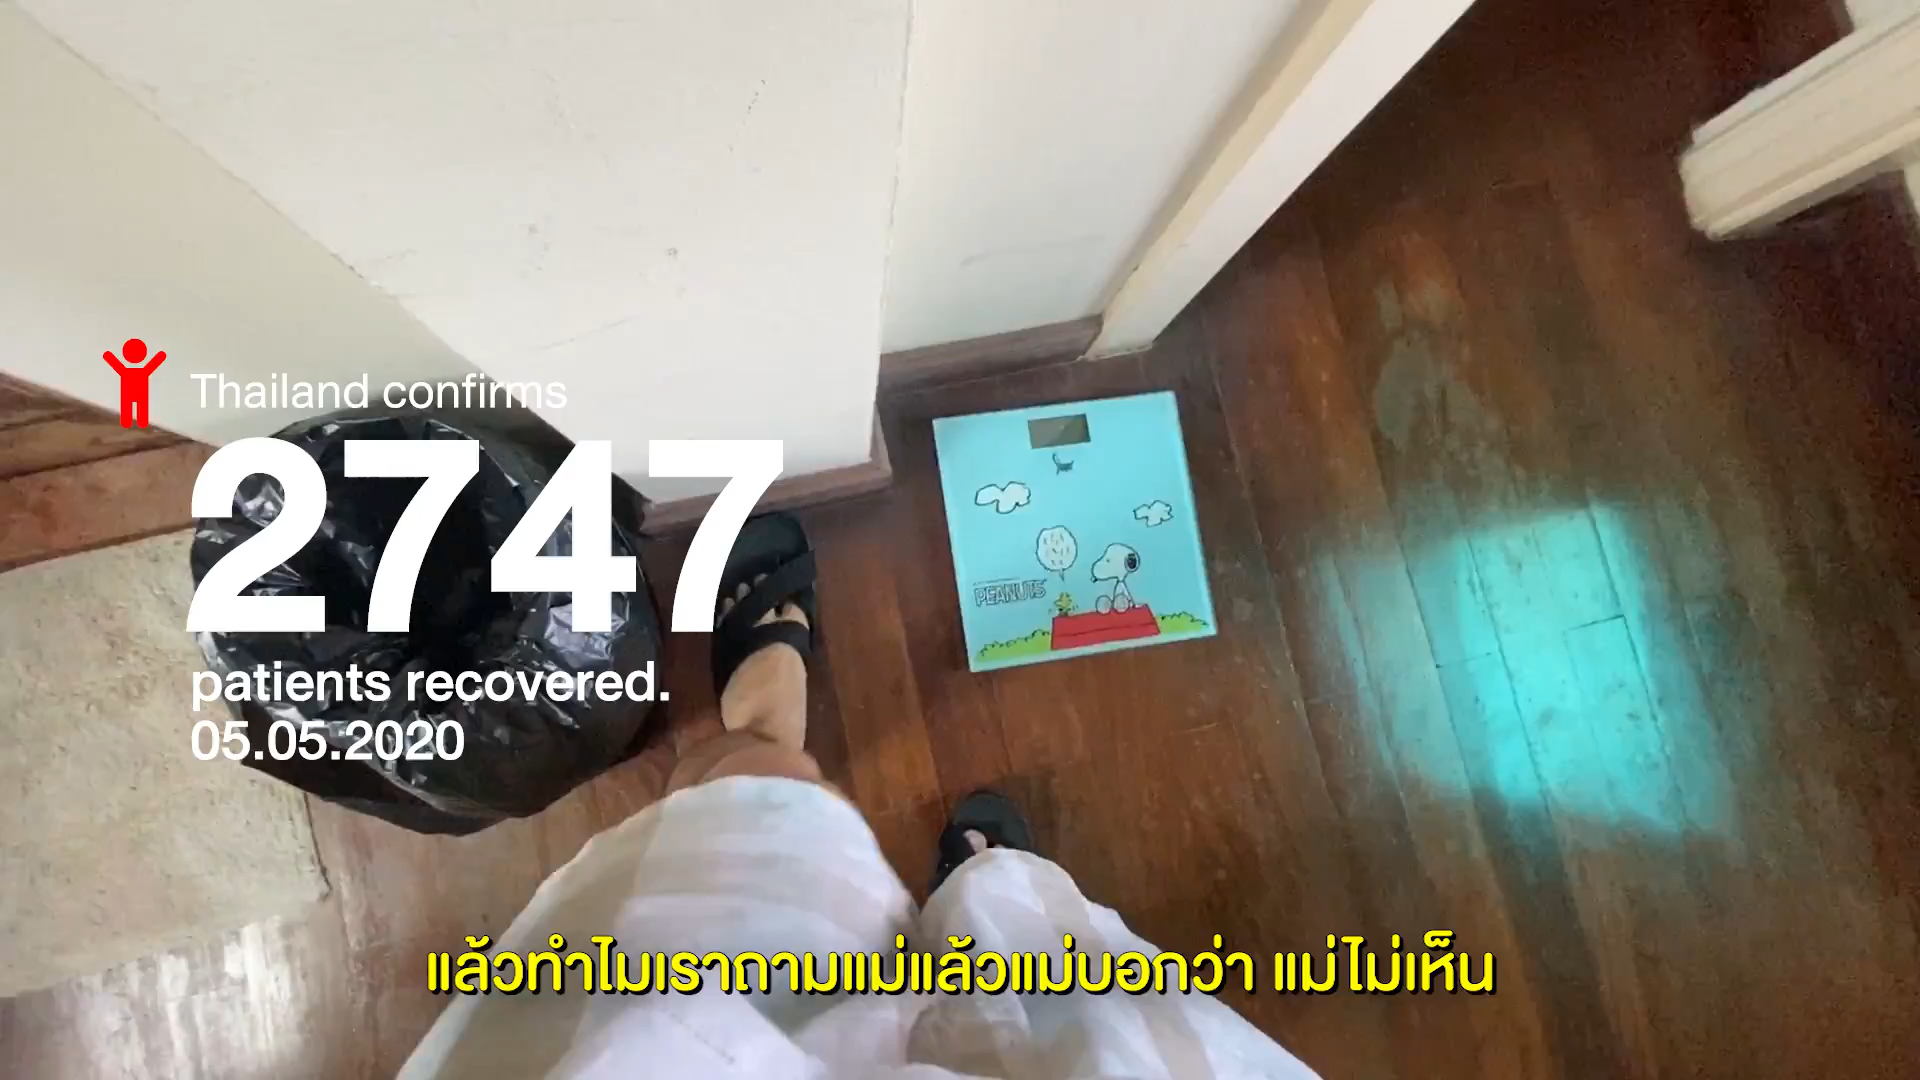 Thailand confirms
2747
patients recovered.
05.05.2020
PEANUTS
แล้วทำไมเราถามแม่แล้วแม่บอกว่า แม่ไม่เห็น